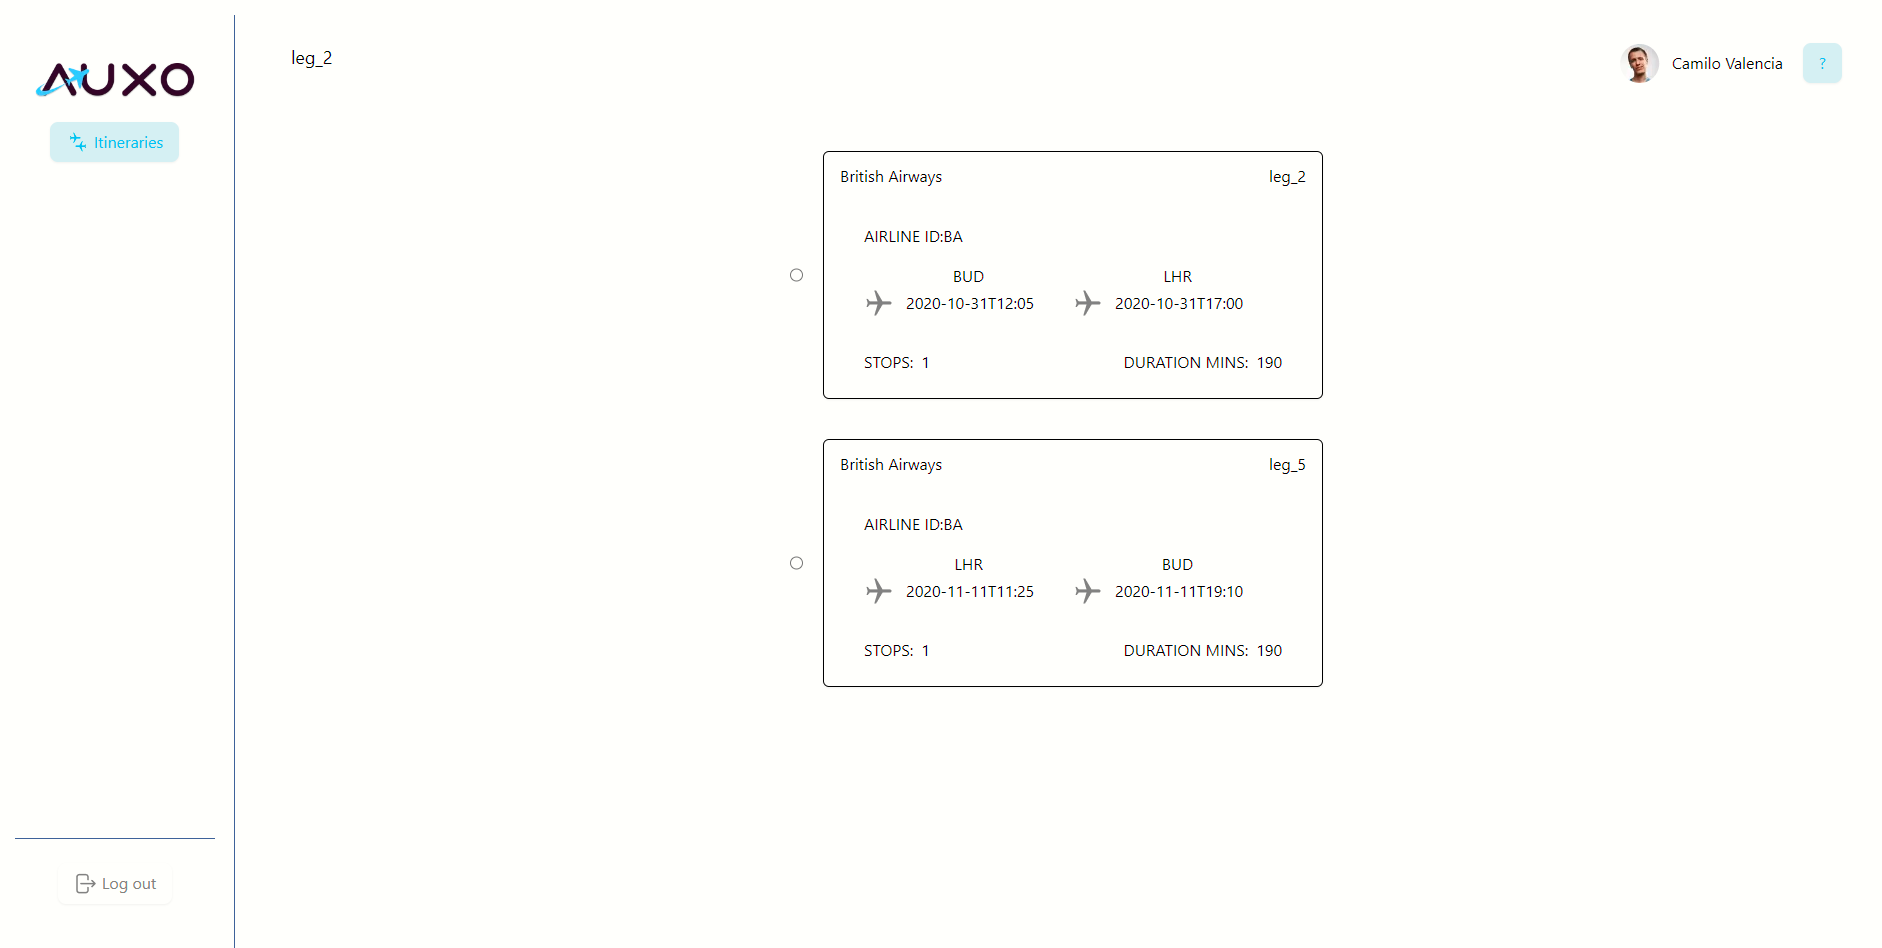 AUXO
Itineraries
leg_2
Camilo Valencia
?
British Airways leg_2
AIRLINE ID:BA
BUD LHR
2020-10-31T12:05 2020-10-31T17:00
STOPS: 1 DURATION MINS: 190
British Airways leg_5
AIRLINE ID:BA
LHR BUD
2020-11-11T11:25 2020-11-11T19:10
STOPS: 1 DURATION MINS: 190
Log out